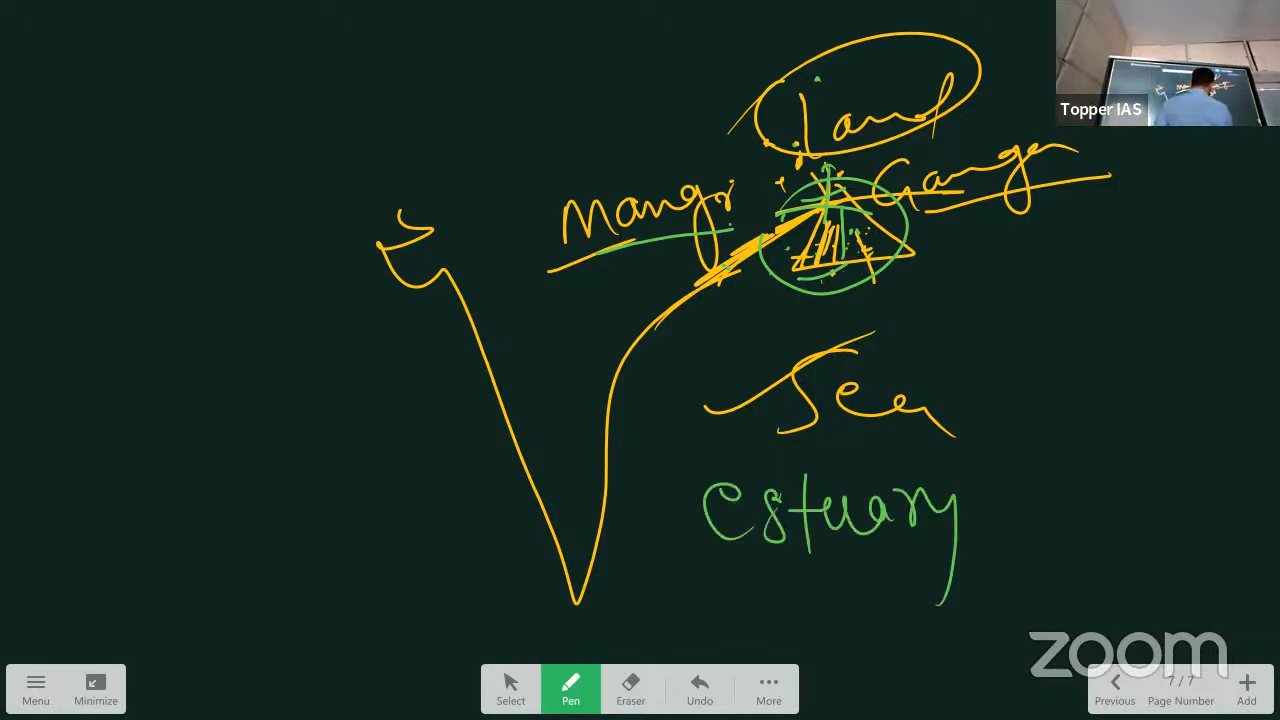 Land
Topper IAS
Ganga
Mangr
Sea
Estuary
zoom
Menu
Minimize
Select
Pen
Eraser
Undo
More
Previous
7/7
Page Number
Add